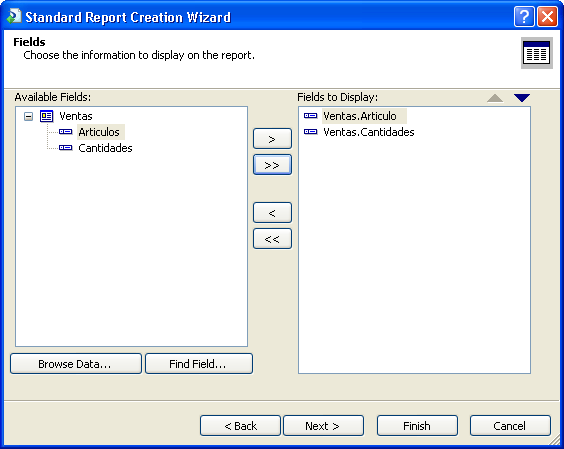 Standard Report Creation Wizard
Fields
Choose the information to display on the report.
Available Fields:
Fields to Display:
Ventas
Articulos
Cantidades
Ventas.Articulo
Ventas.Cantidades
>
>>
<
<<
Browse Data...
Find Field...
< Back
Next >
Finish
Cancel